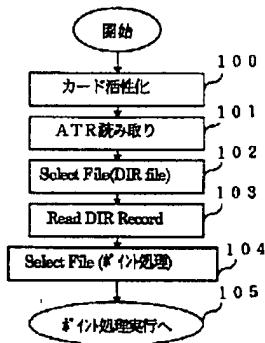 開始
100
カード活性化
101
ATR読み取り
102
Select File(DIR file)
103
Read DIR Record
104
Select File (ポイント処理)
105
ポイント処理実行へ